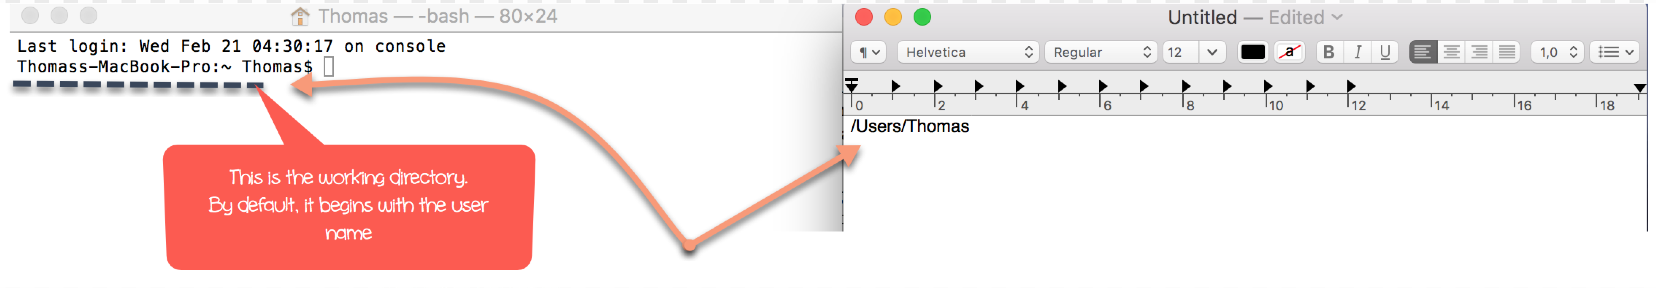 Thomas — -bash — 80×24
Last login: Wed Feb 21 04:30:17 on console
Thomass-MacBook-Pro:~ Thomas$
This is the working directory.
By default, it begins with the user
name
Untitled — Edited
¶ Helvetica Regular 12 a B I U 1,0
0 2 4 6 8 10 12 14 16 18
/Users/Thomas